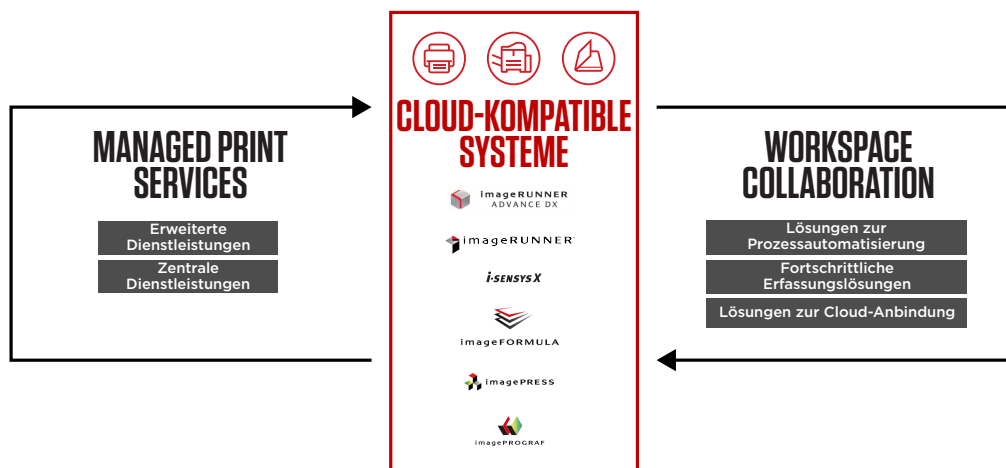 MANAGED PRINT
SERVICES
Erweiterte
Dienstleistungen
Zentrale
Dienstleistungen
CLOUD-KOMPATIBLE
SYSTEME
imageRUNNER
ADVANCE DX
imageRUNNER
i-SENSYS X
imageFORMULA
imagePRESS
imagePROGRAF
WORKSPACE
COLLABORATION
Lösungen zur
Prozessautomatisierung
Fortschrittliche
Erfassungslösungen
Lösungen zur Cloud-Anbindung